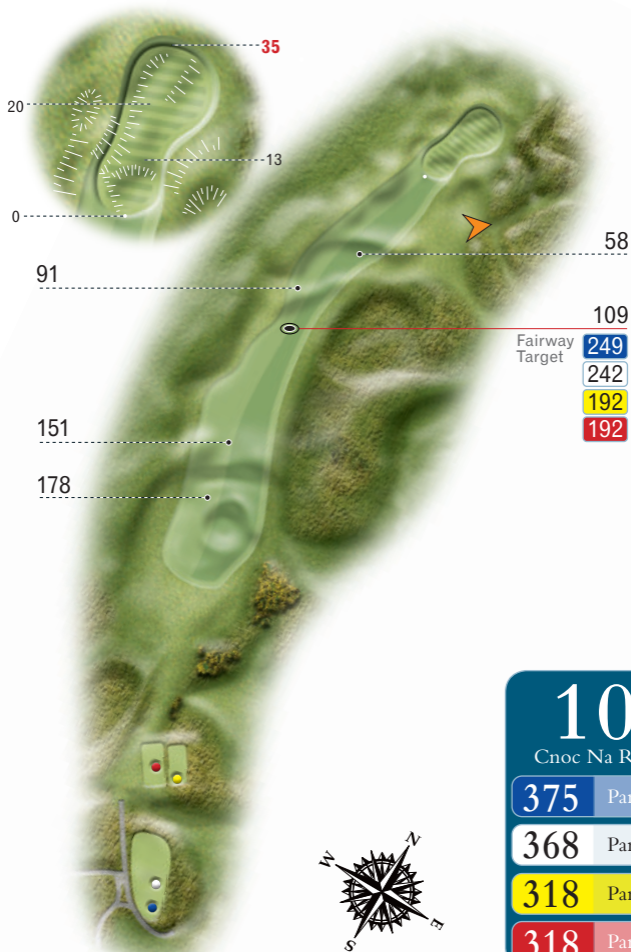 35
20
13
0
58
91
109
Fairway
Target
249
242
192
192
151
178
N
W
E
S
10
Cnoc Na R
375 Par
368 Par
318 Par
318 Par